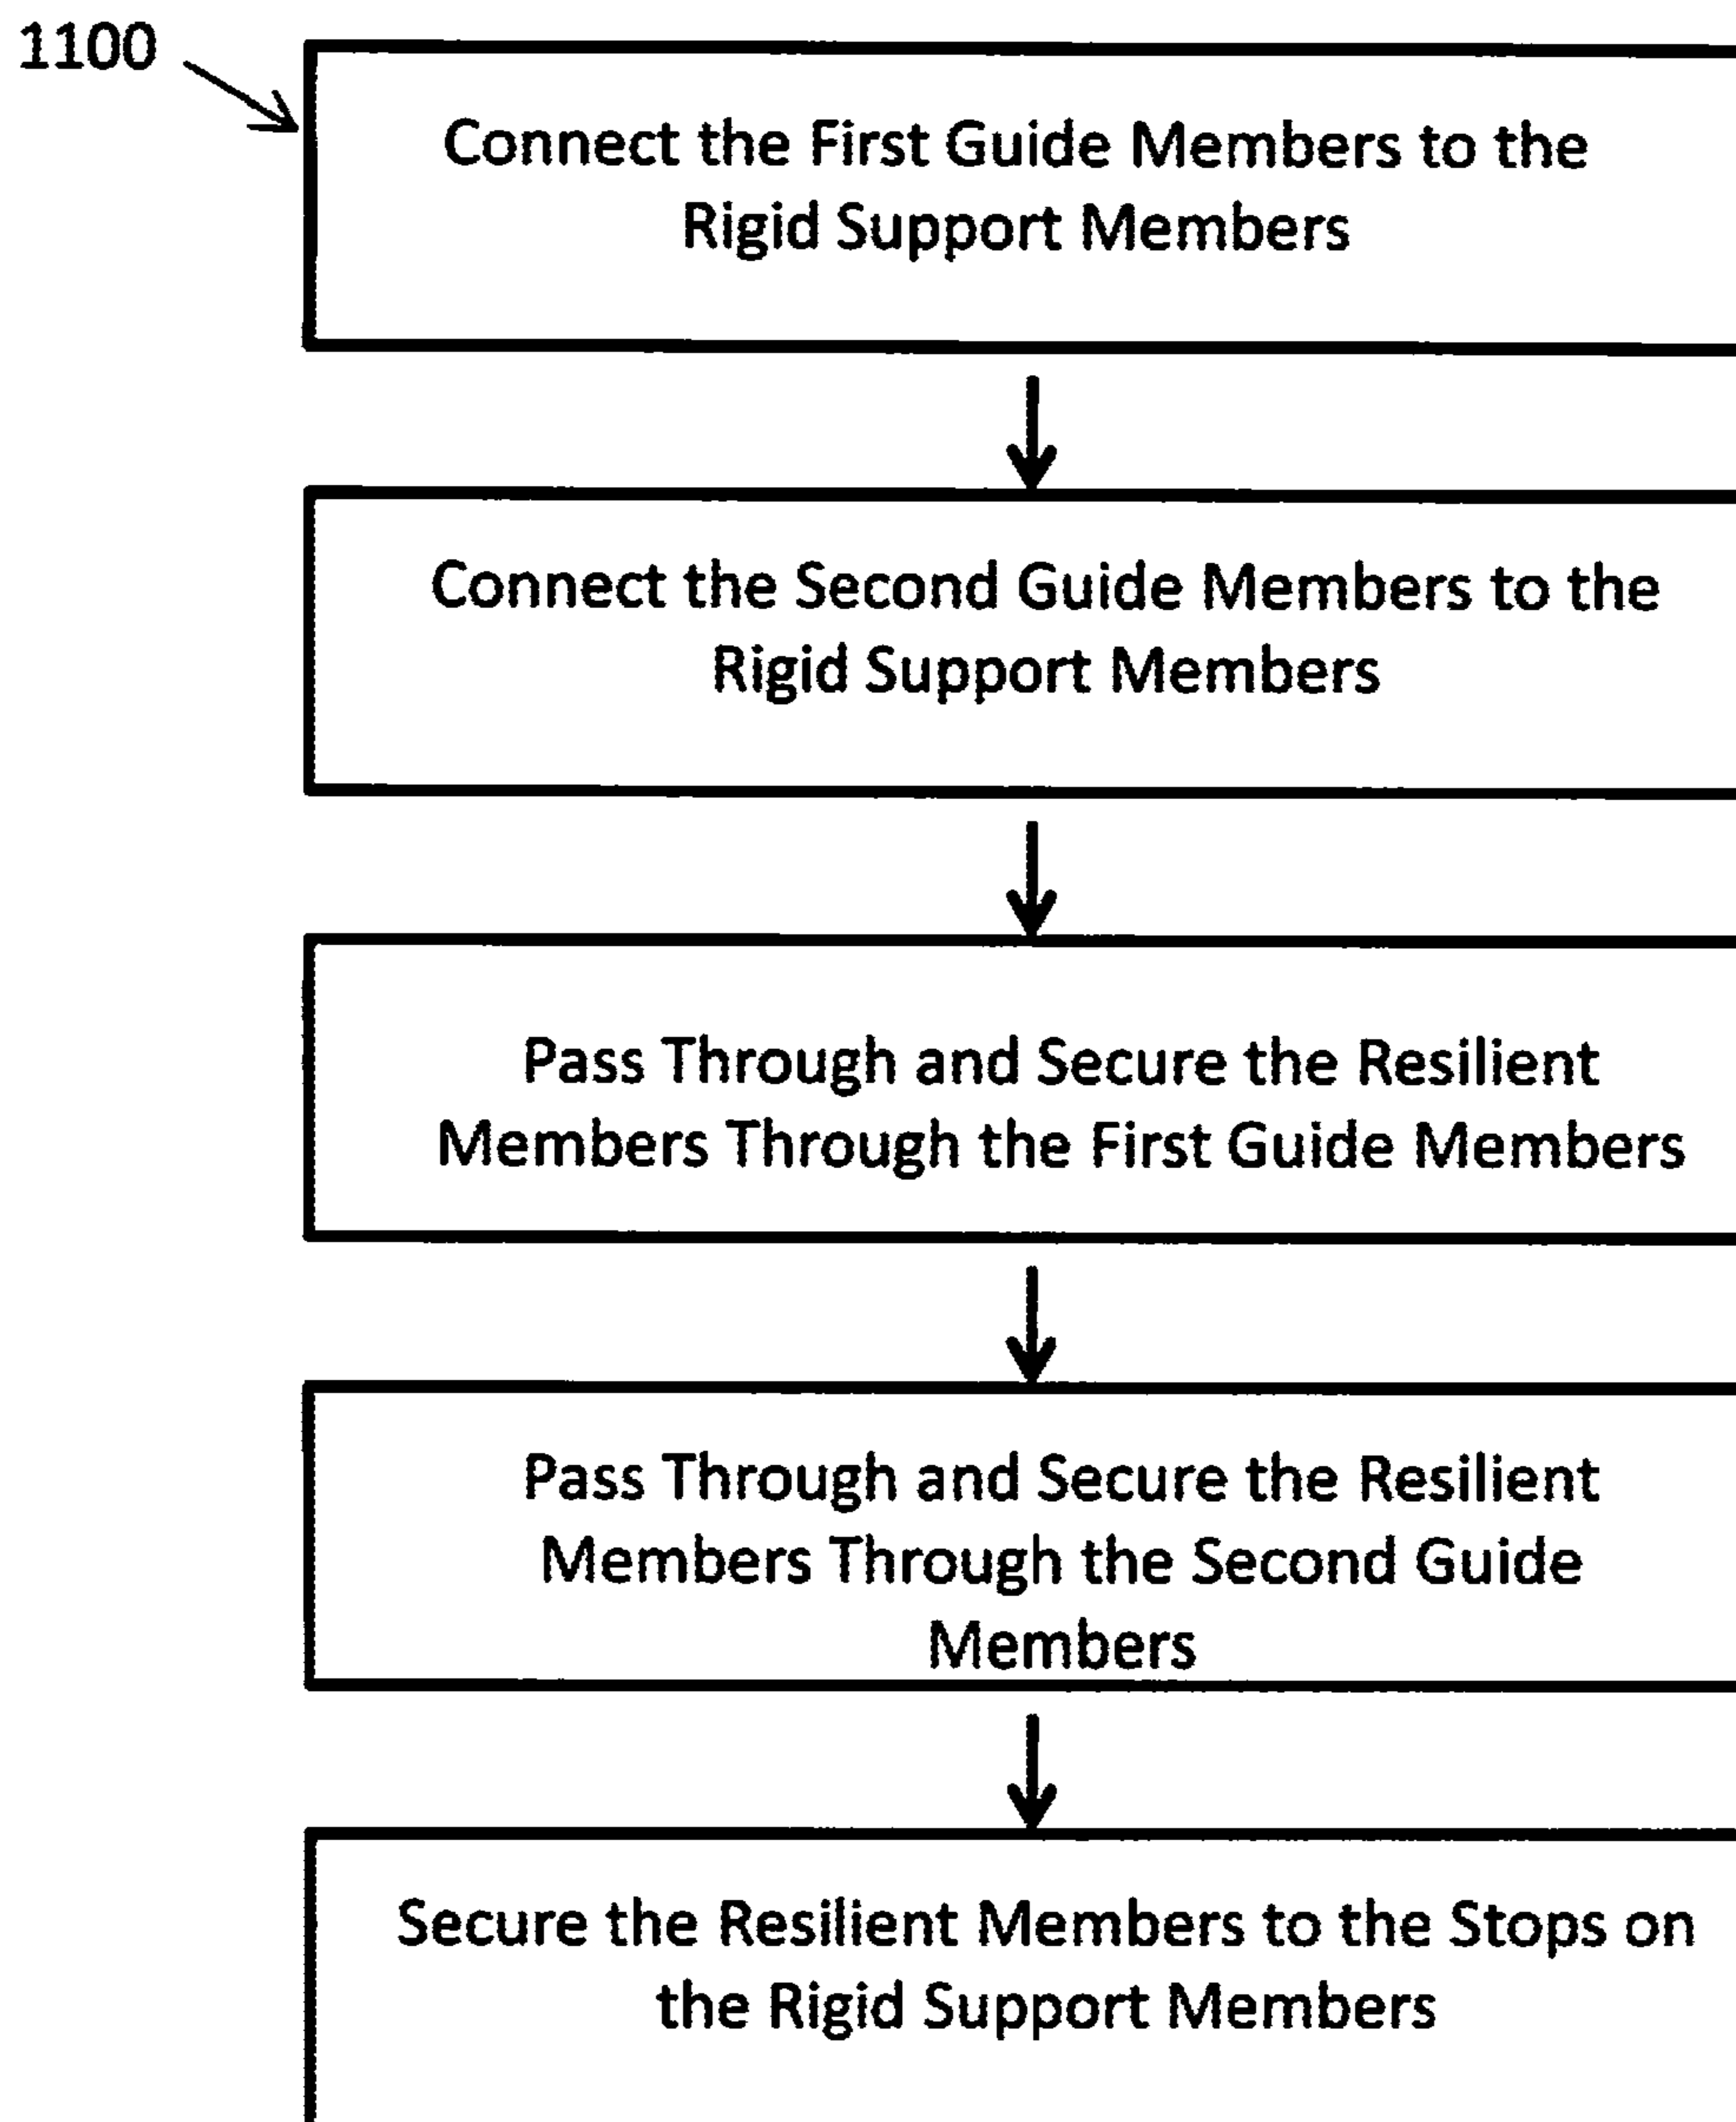 1100
Connect the First Guide Members to the
Rigid Support Members
Connect the Second Guide Members to the
Rigid Support Members
Pass Through and Secure the Resilient
Members Through the First Guide Members
Pass Through and Secure the Resilient
Members Through the Second Guide
Members
Secure the Resilient Members to the Stops on
the Rigid Support Members